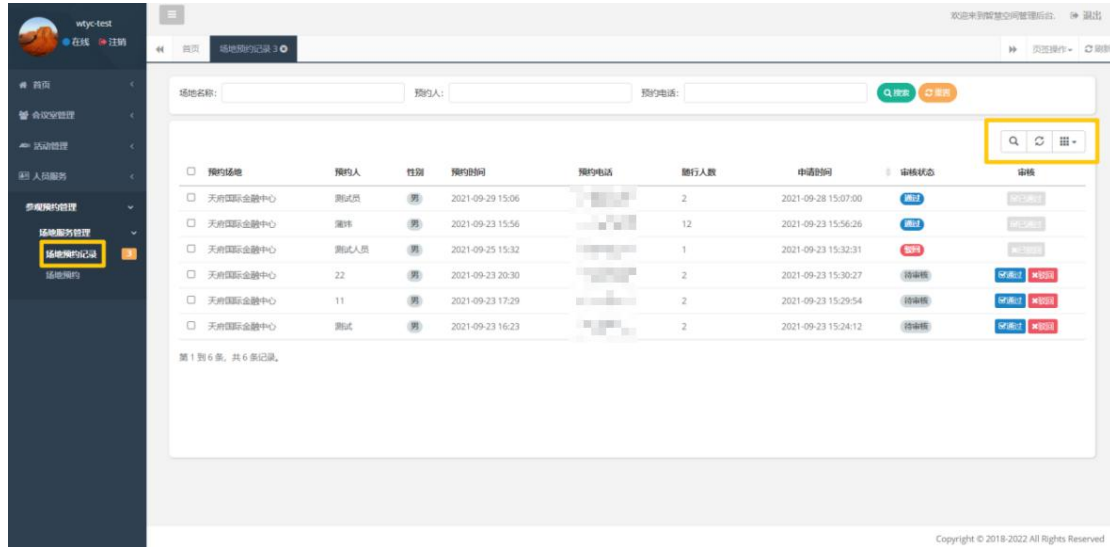 wtyc-test
在线 注销
欢迎来到智慧空间管理后台. 退出
首页 场地预约记录 3
页签操作 刷新
首页
会议室管理
活动管理
人员服务
参观预约管理
场地服务管理
场地预约记录 3
场地预约
场地名称: 预约人: 预约电话: 搜索 重置
预约场地 预约人 性别 预约时间 预约电话 随行人数 申请时间 审核状态 审核
天府国际金融中心 测试员 男 2021-09-29 15:06 2 2021-09-28 15:07:00 通过 已通过
天府国际金融中心 男 2021-09-23 15:56 12 2021-09-23 15:56:26 通过 已通过
天府国际金融中心 测试人员 男 2021-09-25 15:32 1 2021-09-23 15:32:31 驳回 已驳回
天府国际金融中心 22 男 2021-09-23 20:30 2 2021-09-23 15:30:27 待审核 通过 驳回
天府国际金融中心 11 男 2021-09-23 17:29 2 2021-09-23 15:29:54 待审核 通过 驳回
天府国际金融中心 测试 男 2021-09-23 16:23 2 2021-09-23 15:24:12 待审核 通过 驳回
第 1 到 6 条，共 6 条记录。
Copyright © 2018-2022 All Rights Reserved